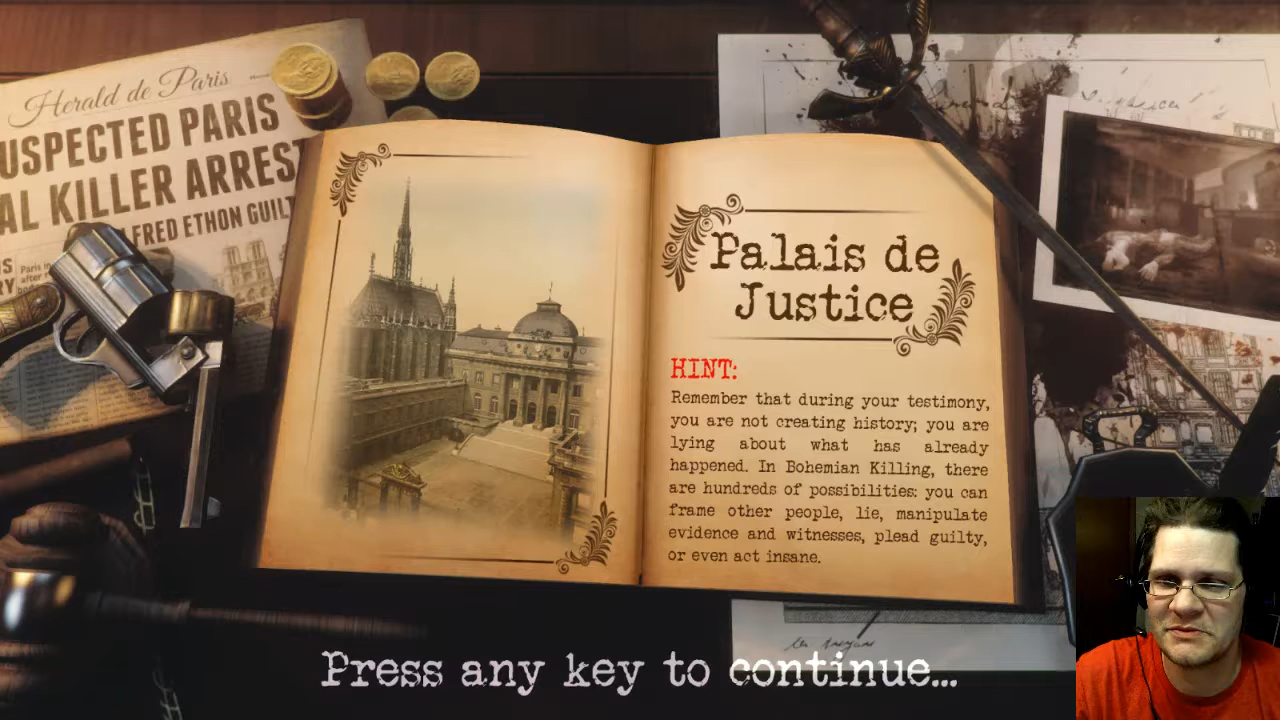 Herald de Paris
USPECTED PARIS
AL KILLER ARREST
LFRED ETHON GUILT
Palais de
Justice
HINT:
Remember that during your testimony,
you are not creating history; you are
lying about what has already
happened. In Bohemian Killing, there
are hundreds of possibilities: you can
frame other people, lie, manipulate
evidence and witnesses, plead guilty,
or even act insane.
Press any key to continue...